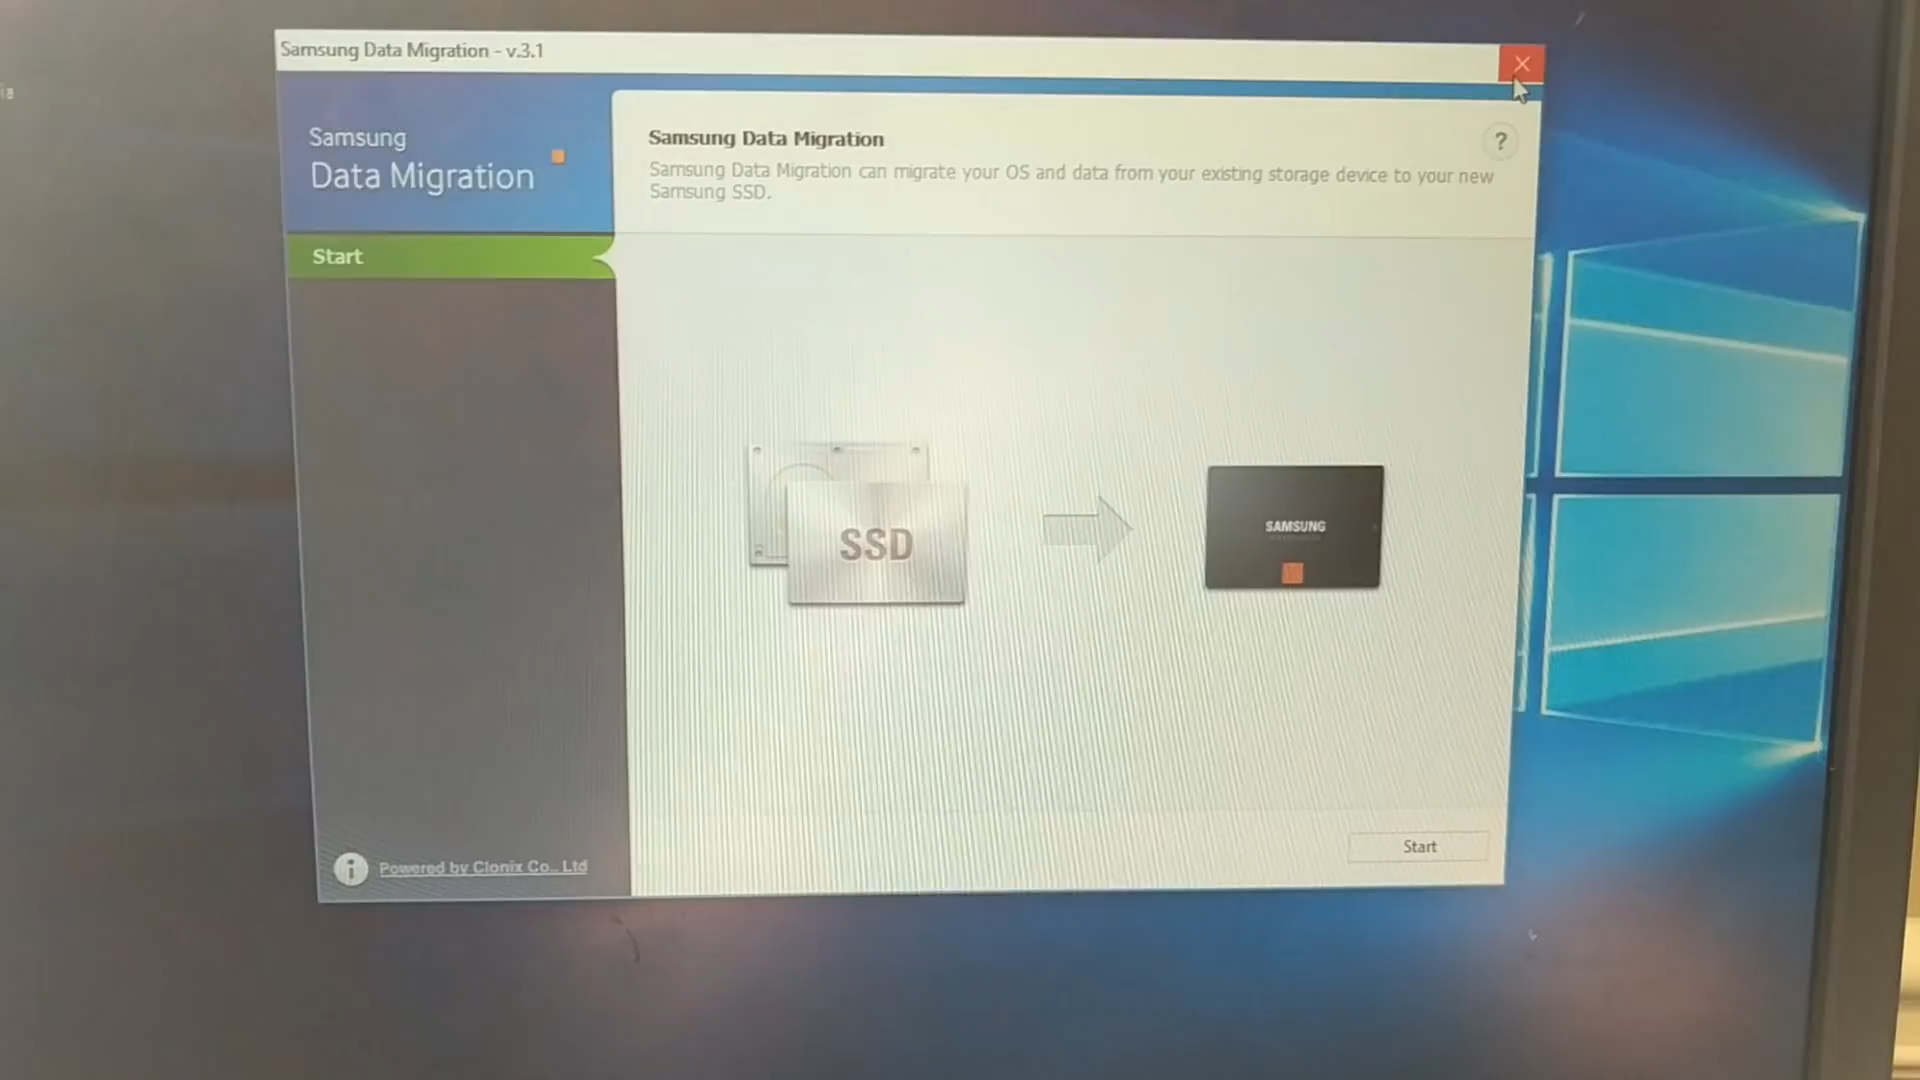 Samsung Data Migration - v.3.1
Samsung
Data Migration
Start
Samsung Data Migration
?
Samsung Data Migration can migrate your OS and data from your existing storage device to your new
Samsung SSD.
SSD
SAMSUNG
Start
Powered by Clonix Co., Ltd